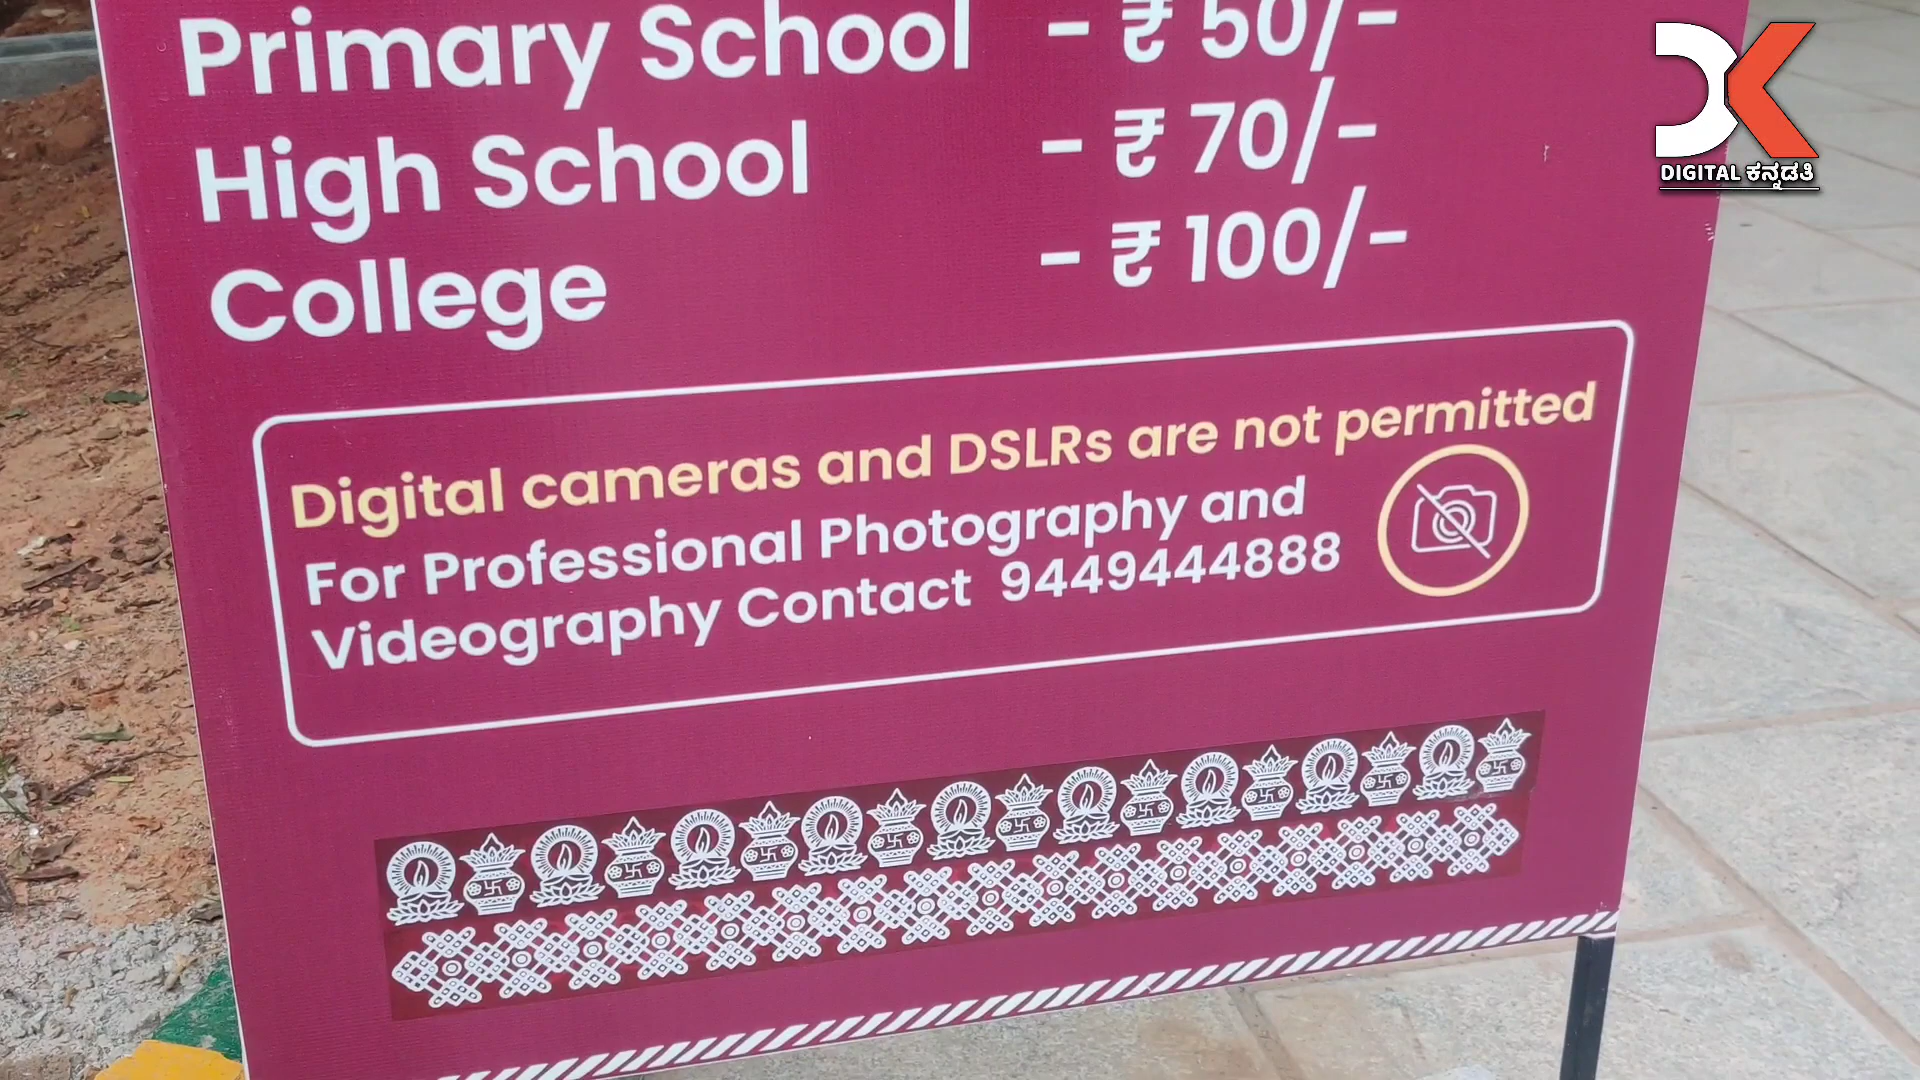 Primary School - ₹ 50/-
High School - ₹ 70/-
College - ₹ 100/-
Digital cameras and DSLRs are not permitted
For Professional Photography and
Videography Contact 9449444888
DK
DIGITAL ಕನ್ನಡತಿ